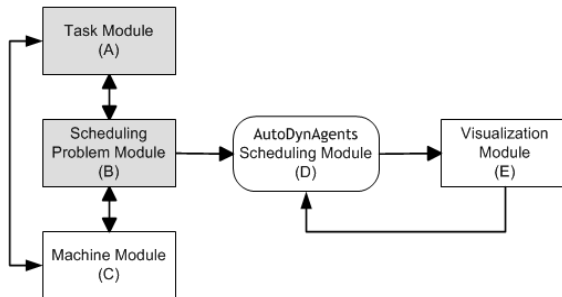 Task Module
(A)
Scheduling
Problem Module
(B)
Machine Module
(C)
AutoDynAgents
Scheduling Module
(D)
Visualization
Module
(E)